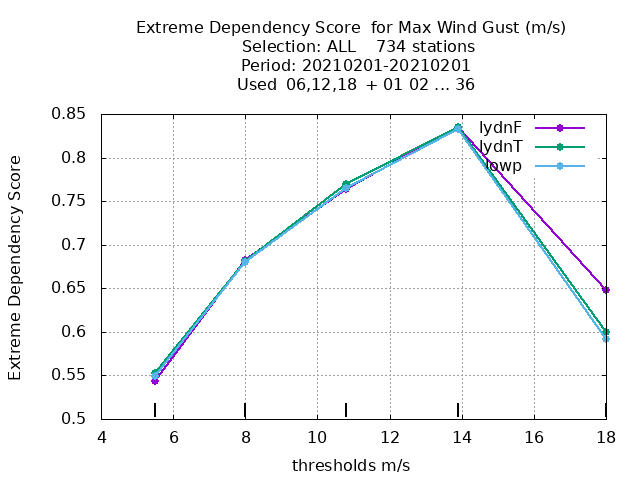 Extreme Dependency Score for Max Wind Gust (m/s)
Selection: ALL 734 stations
Period: 20210201-20210201
Used 06,12,18 + 01 02 ... 36
0.85
0.8
0.75
0.7
0.65
0.6
0.55
0.5
Extreme Dependency Score
lydnF
lydnT
lowp
4 6 8 10 12 14 16 18
thresholds m/s